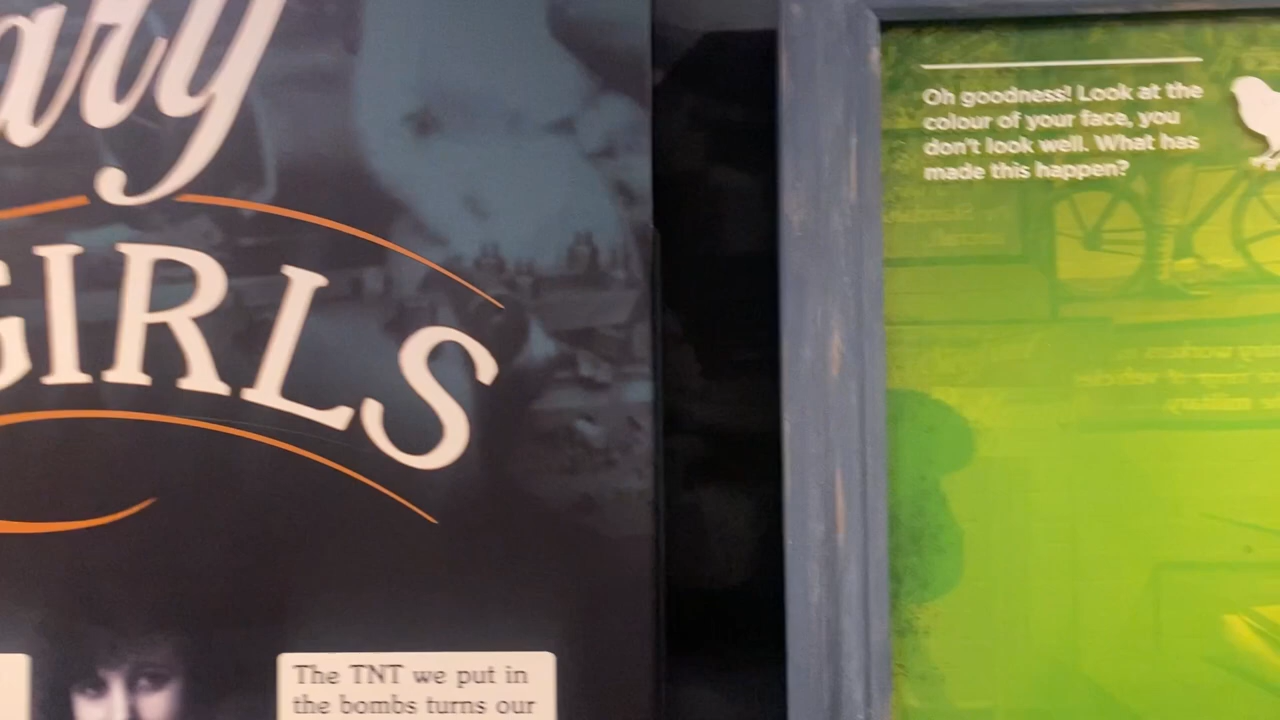 ary
GIRLS
The TNT we put in
the bombs turns our
Oh goodness! Look at the
colour of your face, you
don't look well. What has
made this happen?